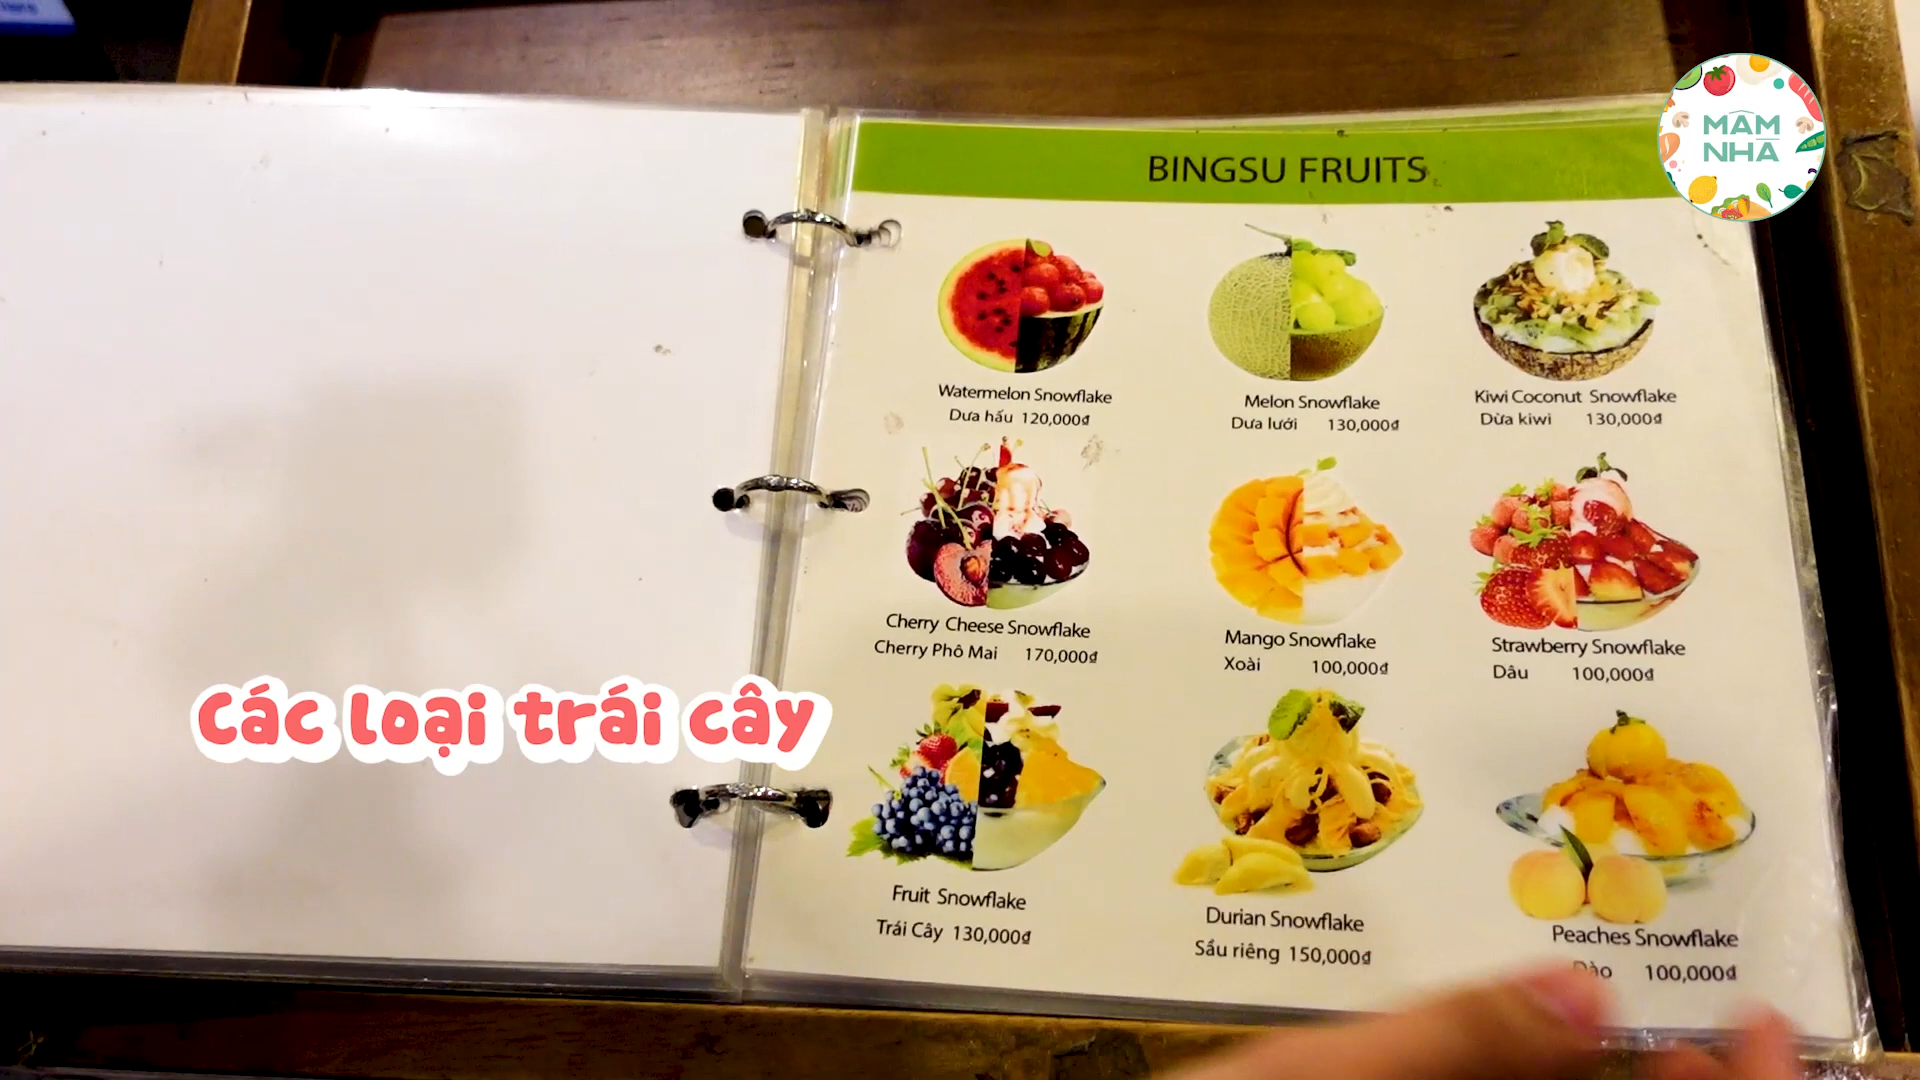 MÂM
NHÀ
BINGSU FRUITS
Watermelon Snowflake
Dưa hấu 120,000đ
Melon Snowflake
Dưa lưới 130,000đ
Kiwi Coconut Snowflake
Dừa kiwi 130,000đ
Cherry Cheese Snowflake
Cherry Phô Mai 170,000đ
Mango Snowflake
Xoài 100,000đ
Strawberry Snowflake
Dâu 100,000đ
Các loại trái cây
Fruit Snowflake
Trái Cây 130,000đ
Durian Snowflake
Sầu riêng 150,000đ
Peaches Snowflake
Đào 100,000đ